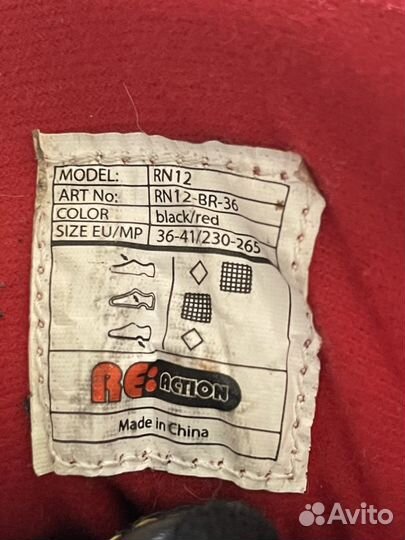 MODEL: RN12
ART No: RN12-BR-36
COLOR black/red
SIZE EU/MP 36-41/230-265
RE:ACTION
Made in China
Avito